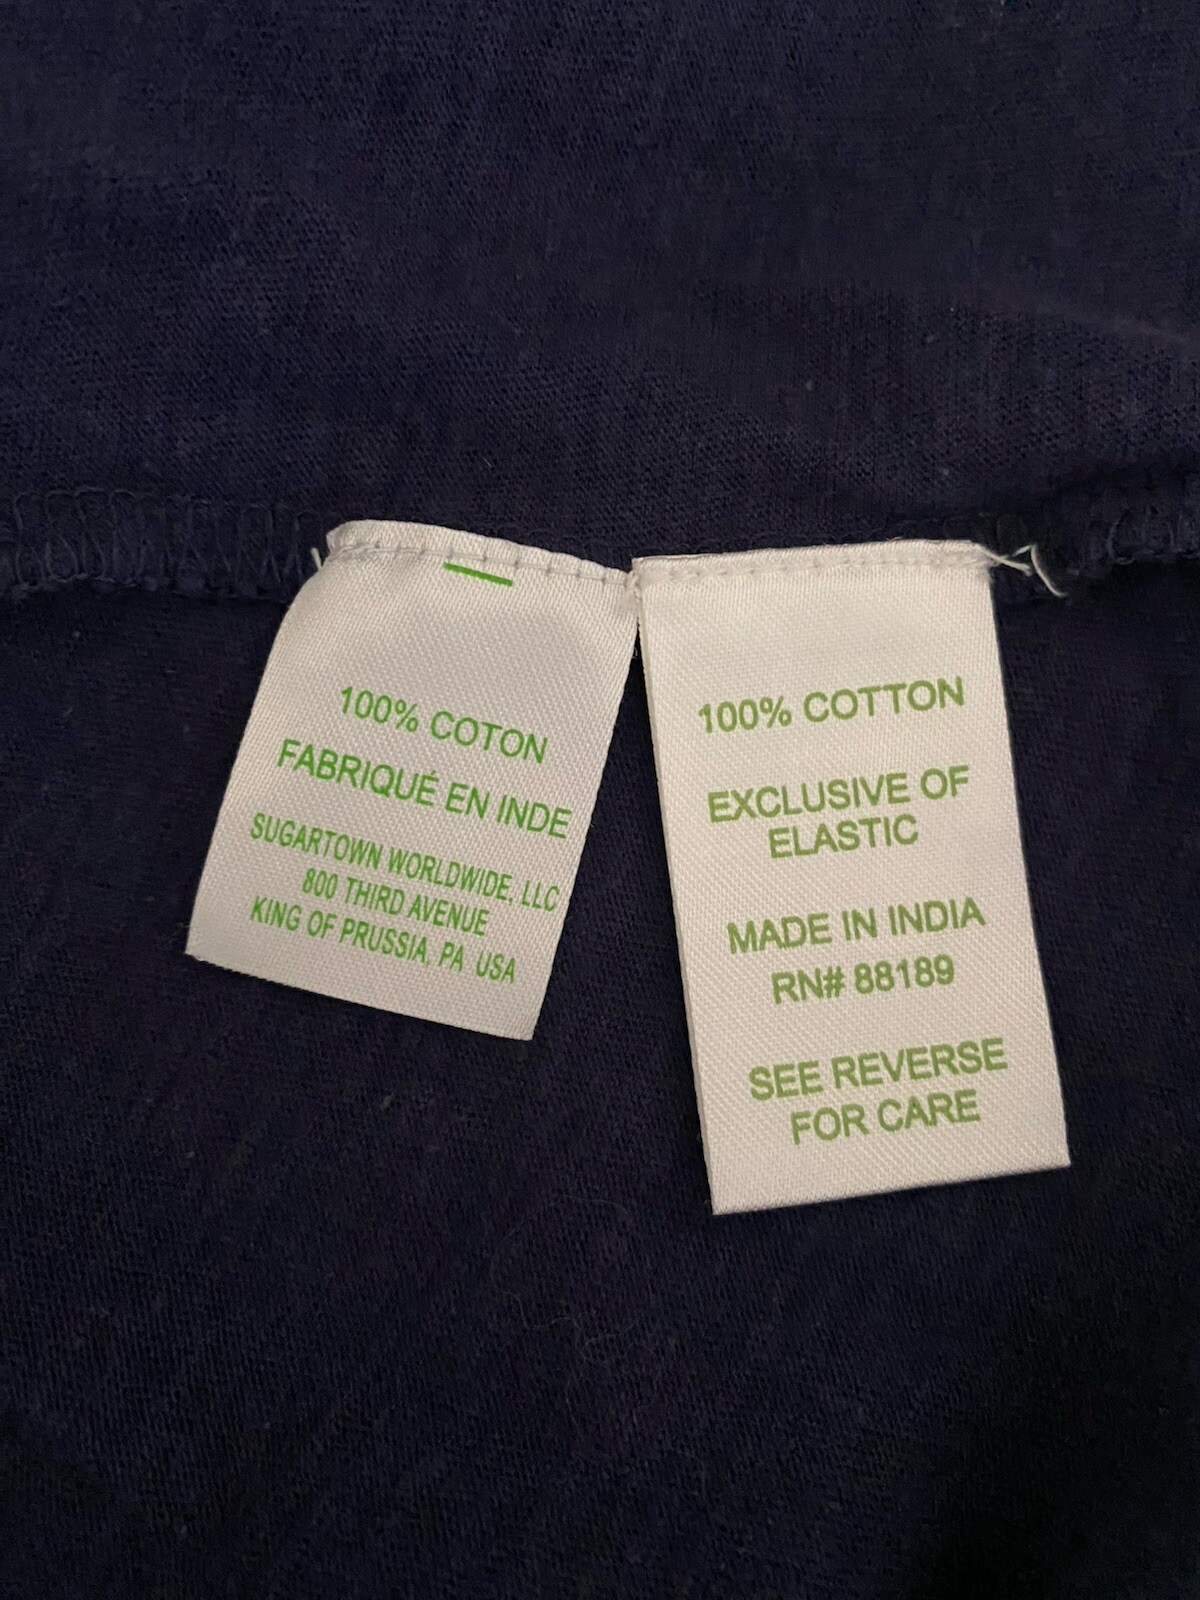 100% COTON
FABRIQUÉ EN INDE
SUGARTOWN WORLDWIDE, LLC
800 THIRD AVENUE
KING OF PRUSSIA, PA USA
100% COTTON
EXCLUSIVE OF
ELASTIC
MADE IN INDIA
RN# 88189
SEE REVERSE
FOR CARE